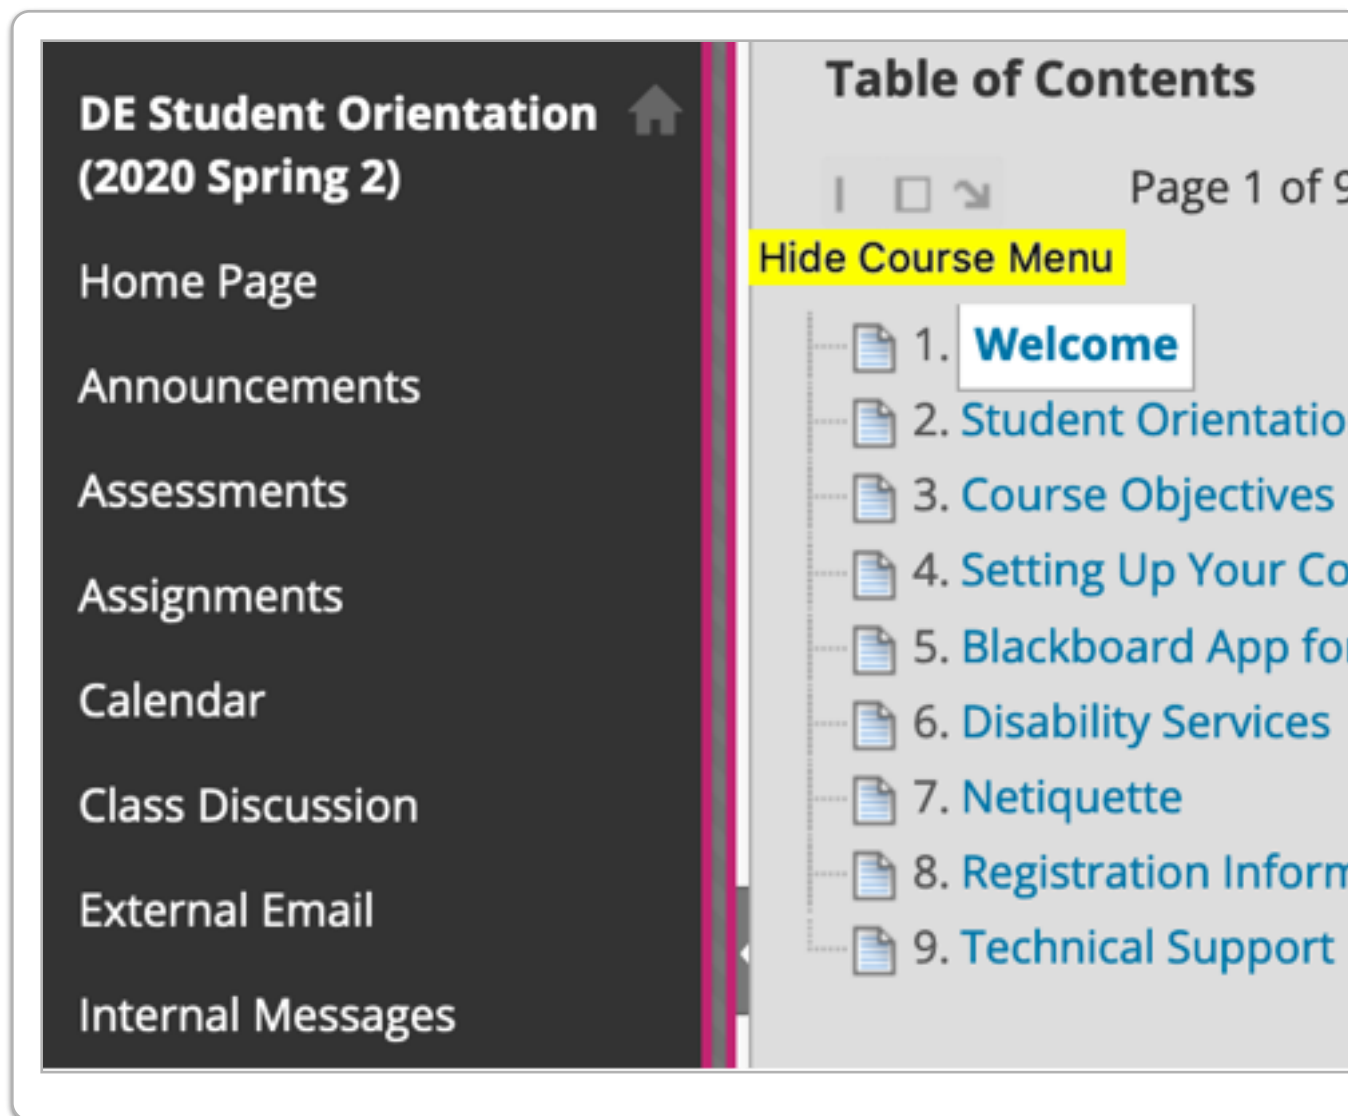 DE Student Orientation
(2020 Spring 2)
Home Page
Announcements
Assessments
Assignments
Calendar
Class Discussion
External Email
Internal Messages
Table of Contents
Page 1 of 9
Hide Course Menu
1. Welcome
2. Student Orientatio
3. Course Objectives
4. Setting Up Your Co
5. Blackboard App for
6. Disability Services
7. Netiquette
8. Registration Inform
9. Technical Support